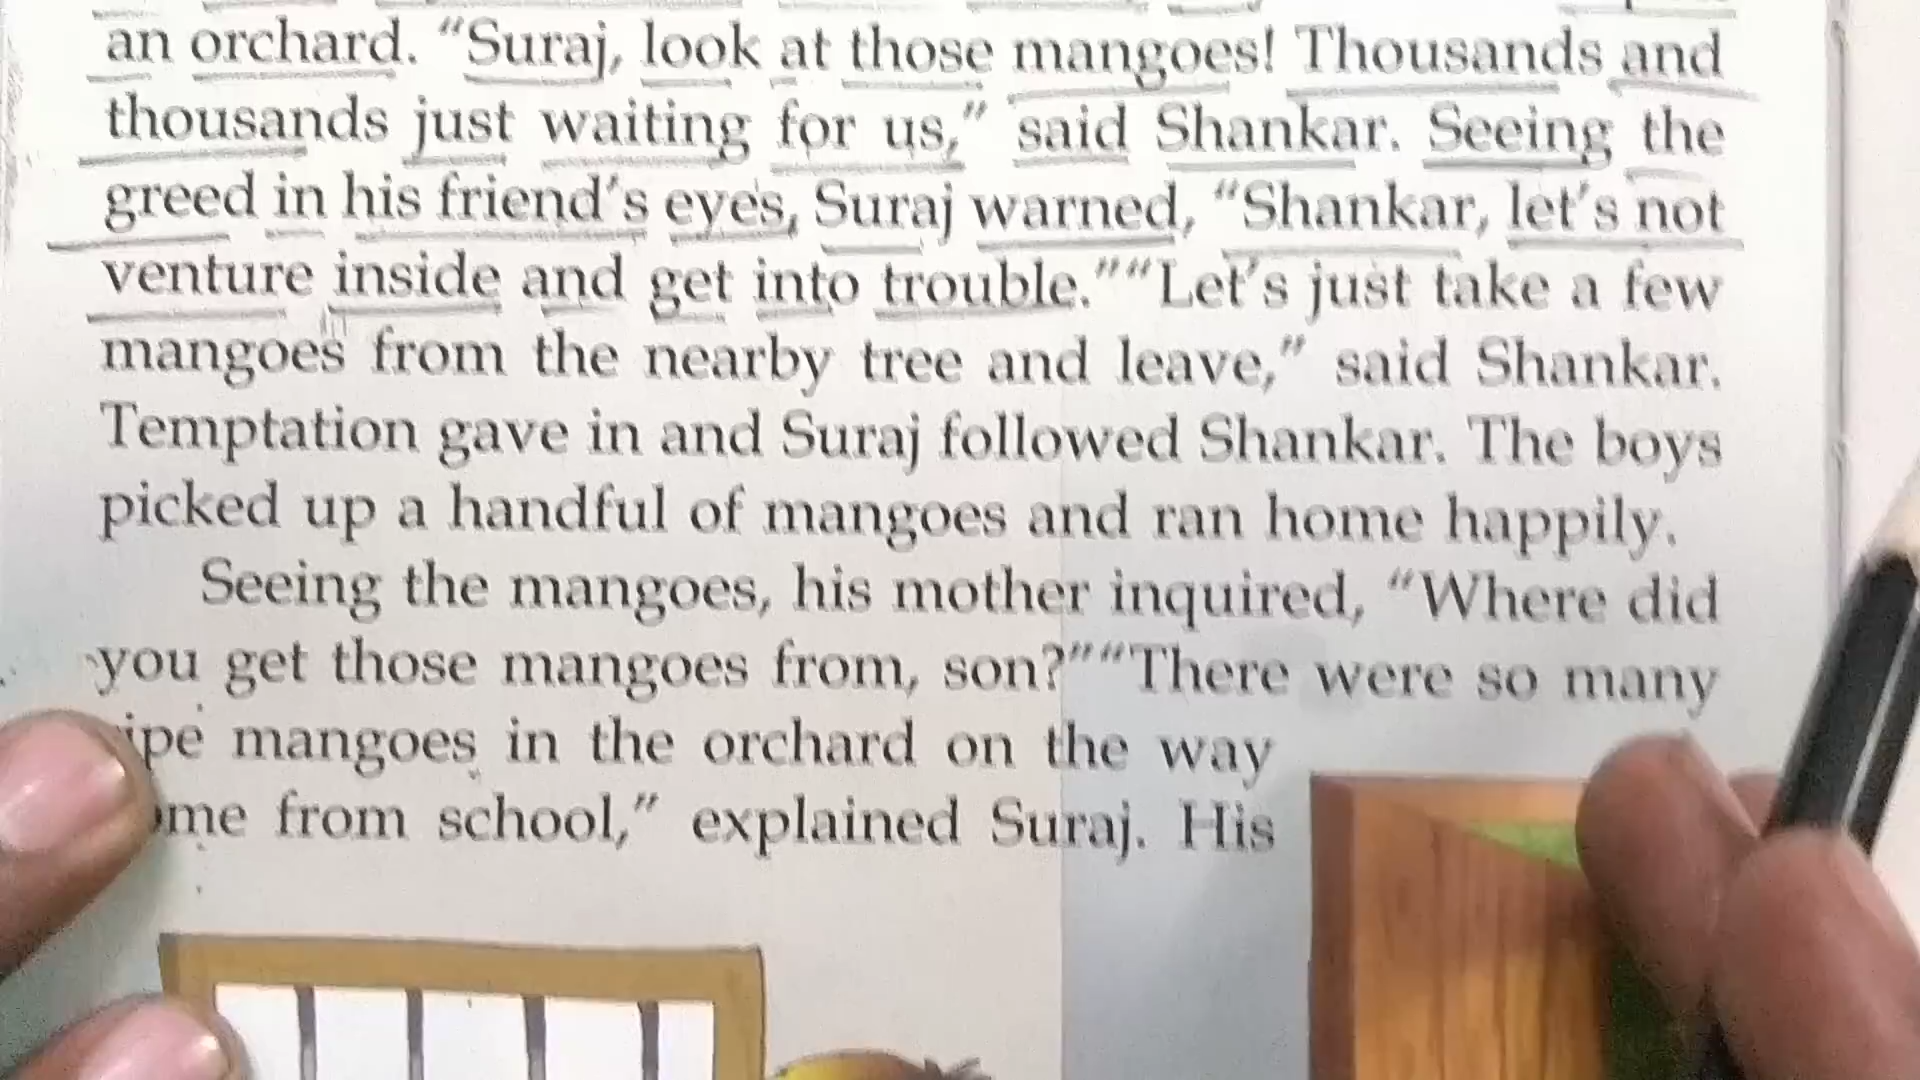 an orchard. "Suraj, look at those mangoes! Thousands and
thousands just waiting for us," said Shankar. Seeing the
greed in his friend's eyes, Suraj warned, "Shankar, let's not
venture inside and get into trouble.""Let's just take a few
mangoes from the nearby tree and leave," said Shankar.
Temptation gave in and Suraj followed Shankar. The boys
picked up a handful of mangoes and ran home happily.
Seeing the mangoes, his mother inquired, "Where did
you get those mangoes from, son?""There were so many
mangoes in the orchard on the way
from school," explained Suraj. His